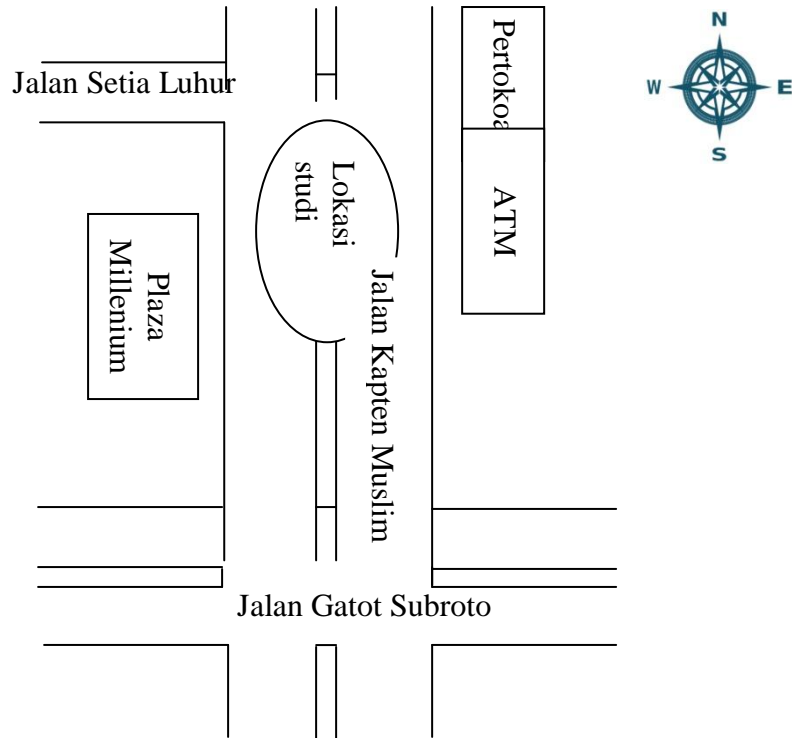 N
W
E
S
Jalan Setia Luhur
Pertokoa
Lokasi
studi
ATM
Plaza
Millenium
Jalan Kapten Muslim
Jalan Gatot Subroto